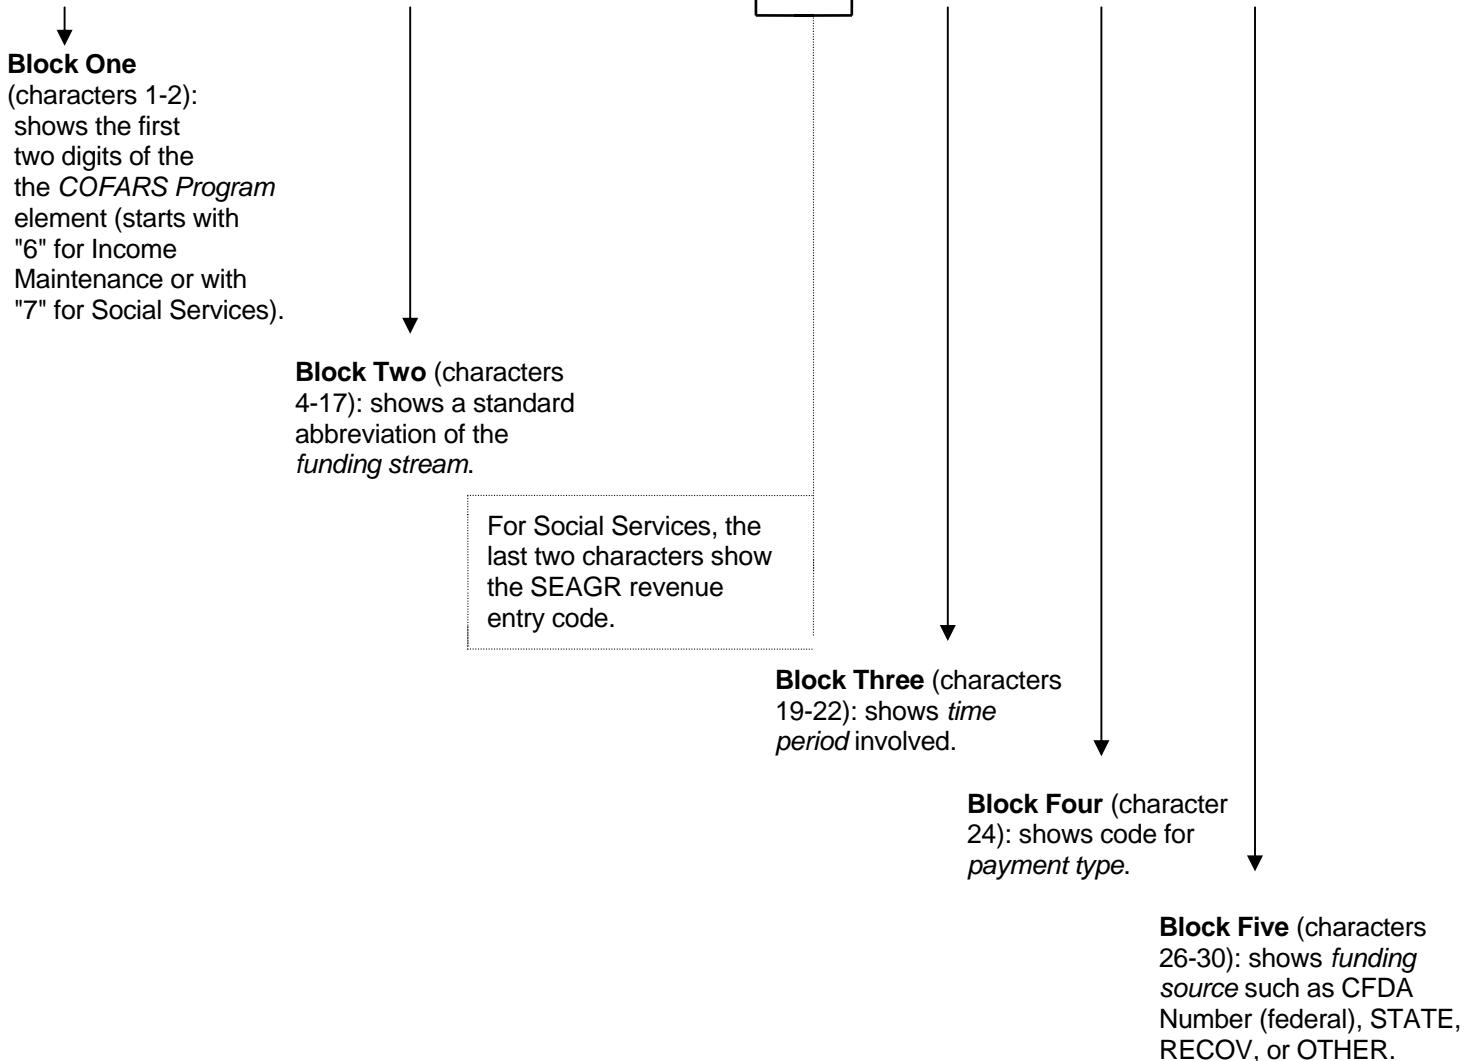 Block One
(characters 1-2):
shows the first
two digits of the
the COFARS Program
element (starts with
"6" for Income
Maintenance or with
"7" for Social Services).
Block Two (characters
4-17): shows a standard
abbreviation of the
funding stream.
For Social Services, the
last two characters show
the SEAGR revenue
entry code.
Block Three (characters
19-22): shows time
period involved.
Block Four (character
24): shows code for
payment type.
Block Five (characters
26-30): shows funding
source such as CFDA
Number (federal), STATE,
RECOV, or OTHER.